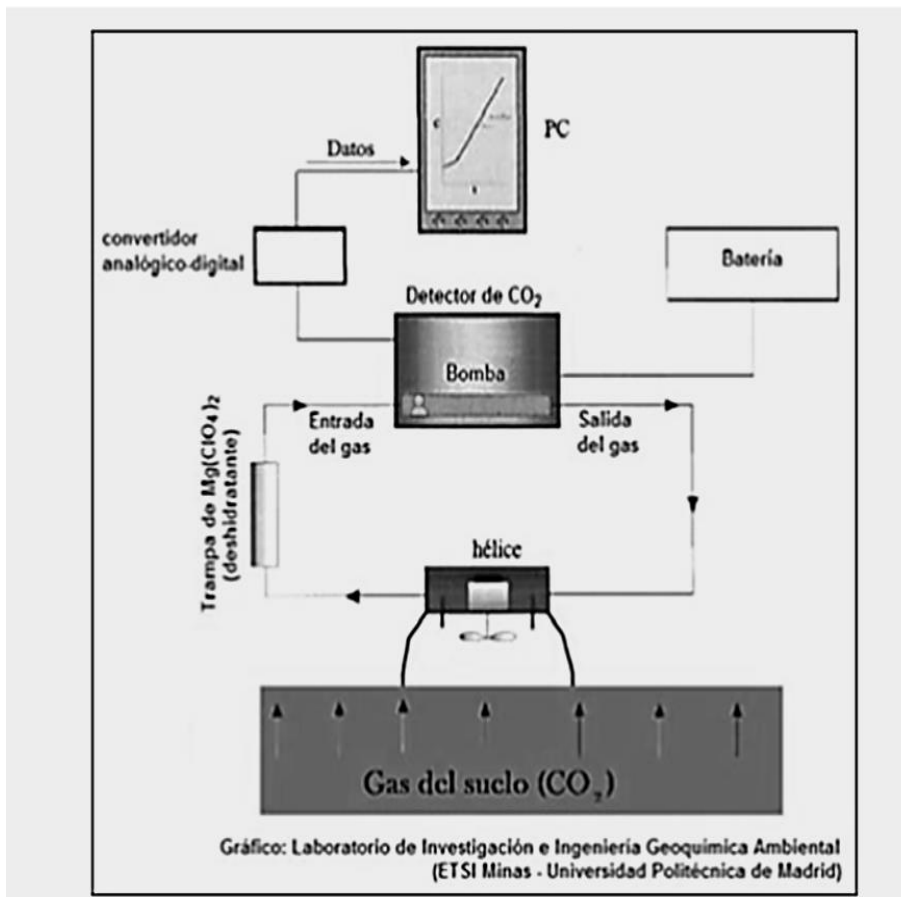 PC
Datos
convertidor
analógico-digital
Batería
Detector de CO₂
Bomba
Entrada
del gas
Salida
del gas
Trampa de Mg(ClO₄)₂
(deshidratante)
hélice
Gas del suelo (CO₂)
Gráfico: Laboratorio de Investigación e Ingeniería Geoquímica Ambiental
(ETSI Minas - Universidad Politécnica de Madrid)